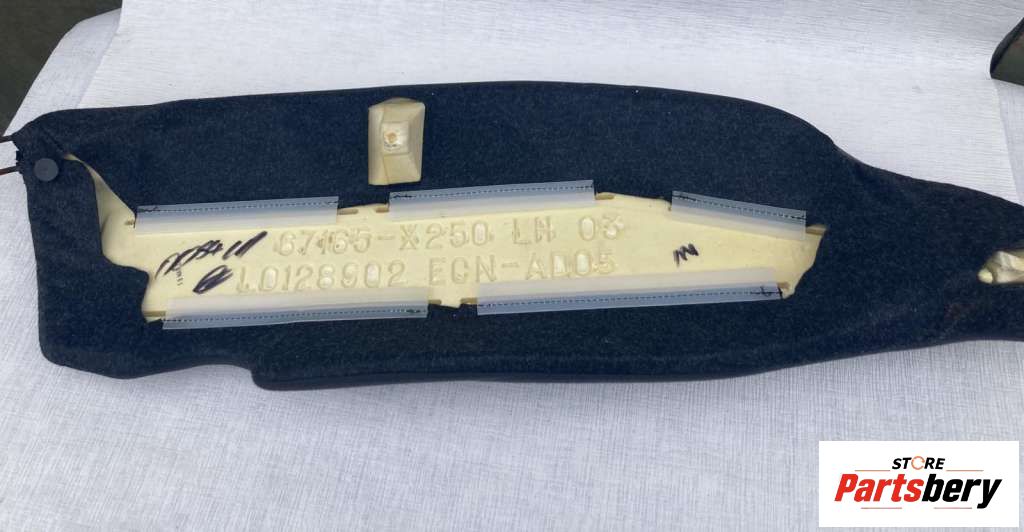 67165-X250 LH 03
L0128902 ECN-AD05
STORE
Partsbery